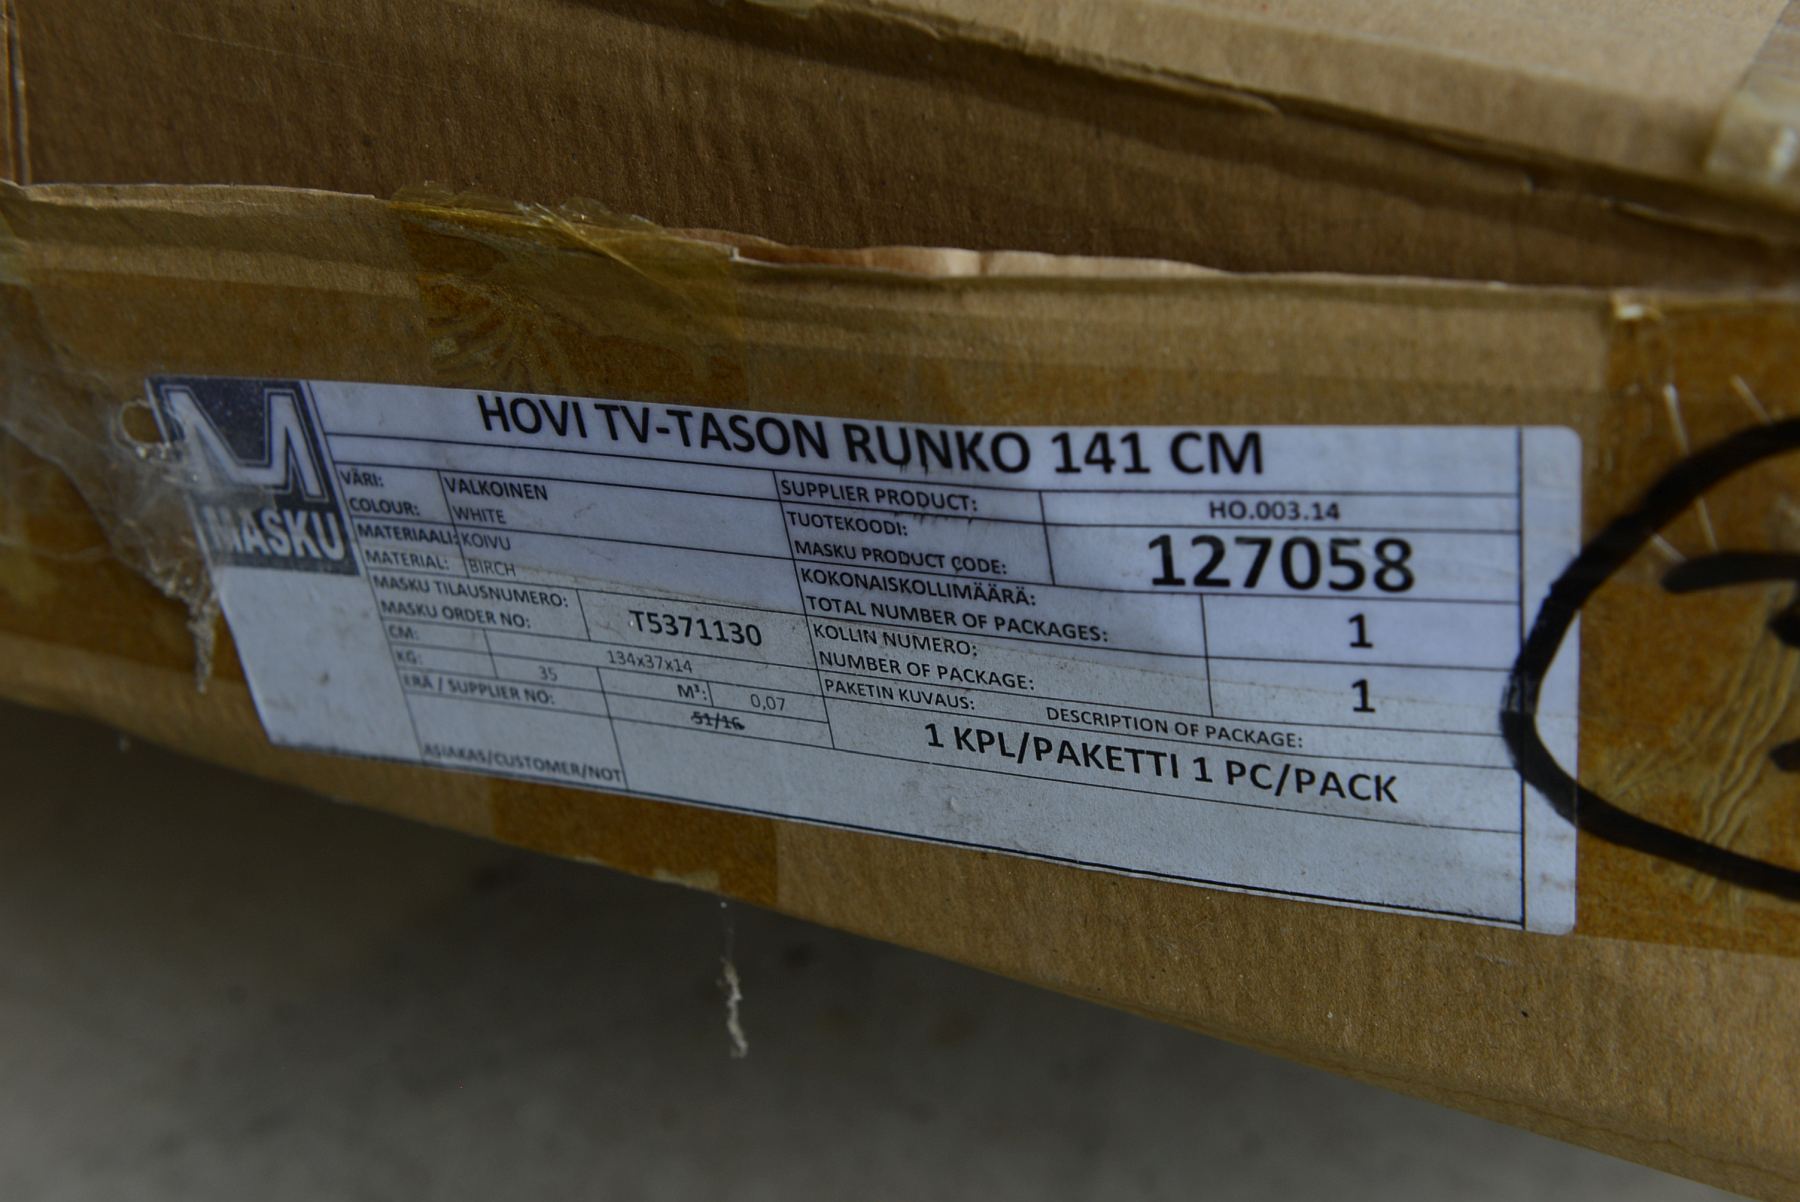 HOVI TV-TASON RUNKO 141 CM
MASKU
VÄRI: VALKOINEN
COLOUR: WHITE
MATERIAALI: KOIVU
MATERIAL: BIRCH
MASKU TILAUSNUMERO:
MASKU ORDER NO: T5371130
CM: 134x37x14
KG: 35 M³: 0,07
ERÄ / SUPPLIER NO: 51/16
ASIAKAS/CUSTOMER/NOT
SUPPLIER PRODUCT: HO.003.14
TUOTEKOODI:
MASKU PRODUCT CODE: 127058
KOKONAISKOLLIMÄÄRÄ:
TOTAL NUMBER OF PACKAGES: 1
KOLLIN NUMERO:
NUMBER OF PACKAGE: 1
PAKETIN KUVAUS: DESCRIPTION OF PACKAGE:
1 KPL/PAKETTI 1 PC/PACK